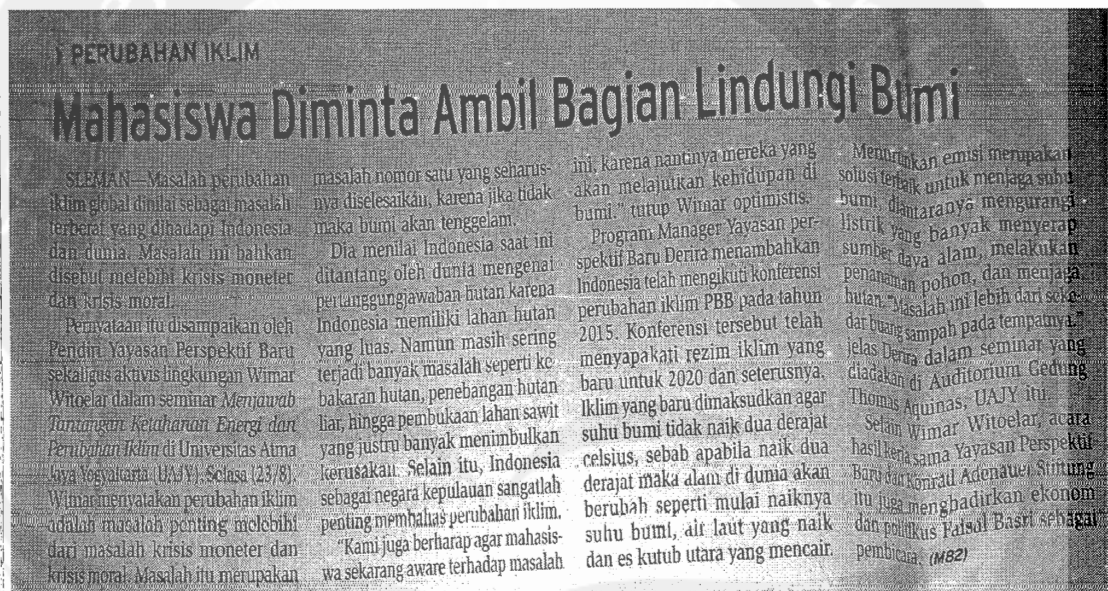 PERUBAHAN IKLIM
Mahasiswa Diminta Ambil Bagian Lindungi Bumi
SLEMAN—Masalah perubahan
iklim global dinilai sebagai masalah
terberat yang dihadapi Indonesia
dan dunia. Masalah ini bahkan
disebut melebihi krisis moneter
dan krisis moral.
Pernyataan itu disampaikan oleh
Pendiri Yayasan Perspektif Baru
sekaligus aktivis lingkungan Wimar
Witoelar dalam seminar Menjawab
Tantangan Ketahanan Energi dan
Perubahan Iklim di Universitas Atma
Jaya Yogyakarta (UAJY), Selasa (23/8).
Wimar menyatakan perubahan iklim
adalah masalah penting melebihi
dari masalah krisis moneter dan
krisis moral. Masalah itu merupakan
masalah nomor satu yang seharus-
nya diselesaikan, karena jika tidak
maka bumi akan tenggelam.
Dia menilai Indonesia saat ini
ditantang oleh dunia mengenai
pertanggungjawaban hutan karena
Indonesia memiliki lahan hutan
yang luas. Namun masih sering
terjadi banyak masalah seperti ke-
bakaran hutan, penebangan hutan
liar, hingga pembukaan lahan sawit
yang justru banyak menimbulkan
kerusakan. Selain itu, Indonesia
sebagai negara kepulauan sangatlah
penting membahas perubahan iklim.
"Kami juga berharap agar mahasis-
wa sekarang aware terhadap masalah
ini, karena nantinya mereka yang
akan melajutkan kehidupan di
bumi." tutup Wimar optimistis.
Program Manager Yayasan per-
spektif Baru Derira menambahkan
Indonesia telah mengikuti konferensi
perubahan iklim PBB pada tahun
2015. Konferensi tersebut telah
menyapakati rezim iklim yang
baru untuk 2020 dan seterusnya.
Iklim yang baru dimaksudkan agar
suhu bumi tidak naik dua derajat
celsius, sebab apabila naik dua
derajat maka alam di dunia akan
berubah seperti mulai naiknya
suhu bumi, air laut yang naik
dan es kutub utara yang mencair.
Menurunkan emisi merupakan
solusi terbaik untuk menjaga suhu
bumi, diantaranya mengurangi
listrik yang banyak menyerap
sumber daya alam, melakukan
penanaman pohon, dan menjaga
hutan. "Masalah ini lebih dari seke-
dar buang sampah pada tempatnya."
jelas Derira dalam seminar yang
diadakan di Auditorium Gedung
Thomas Aquinas, UAJY itu.
Selain Wimar Witoelar, acara
hasil kerja sama Yayasan Perspektif
Baru dan Konrad Adenauer Stiftung
itu juga menghadirkan ekonom
dan politikus Faisal Basri sebagai
pembicara. (MB2)